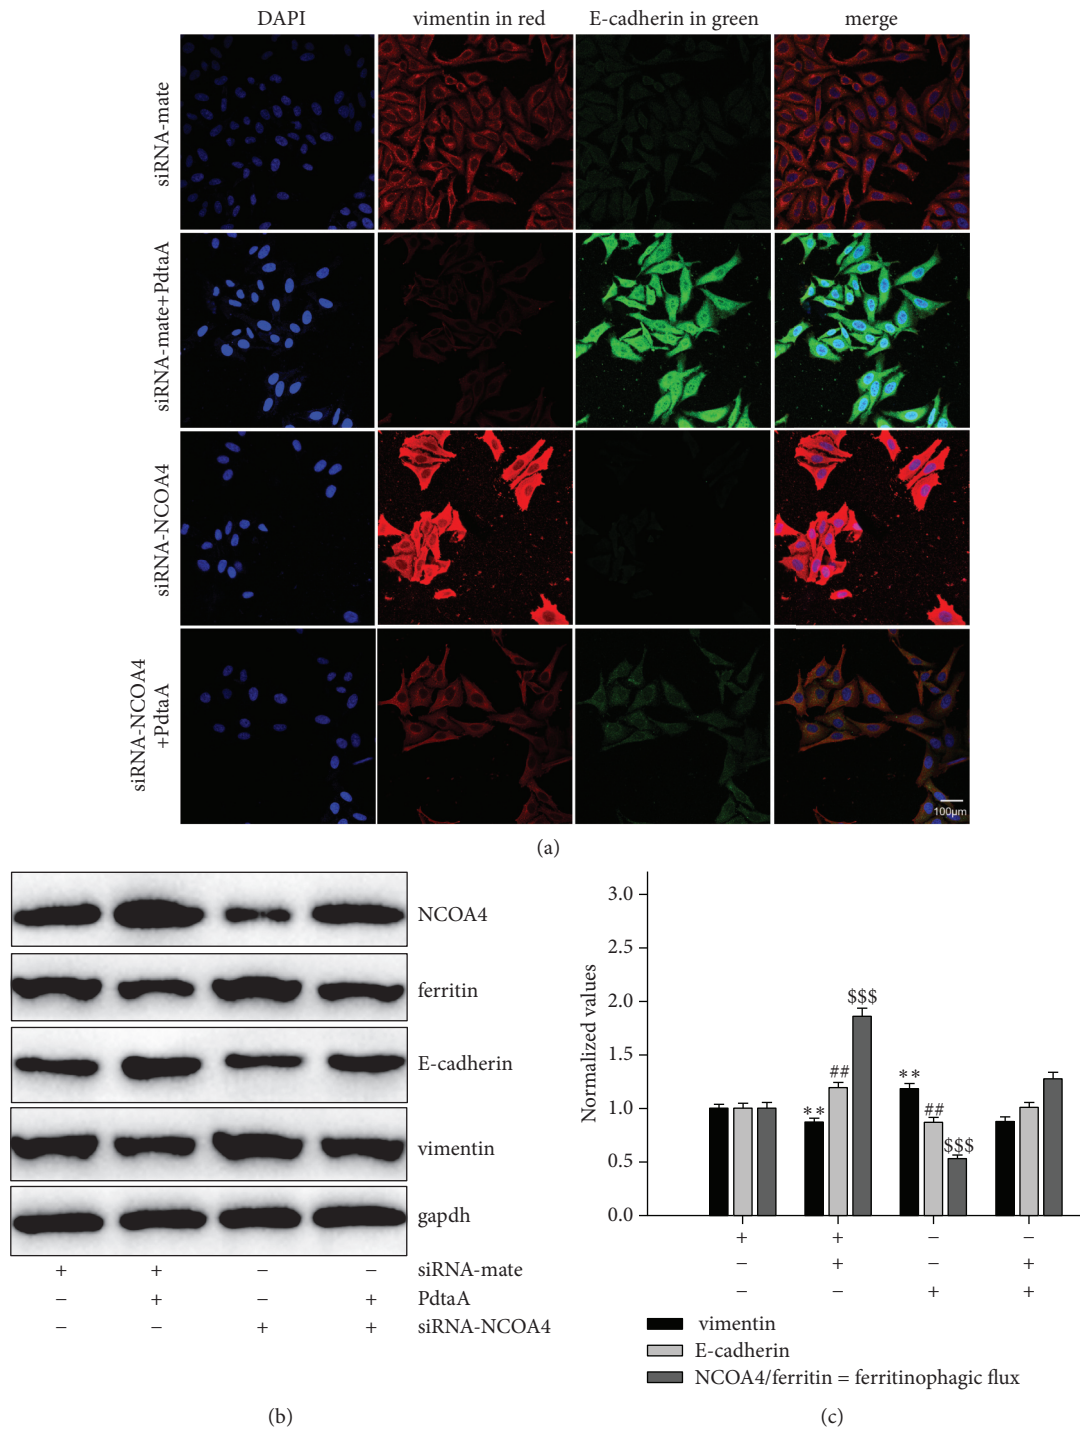 DAPI vimentin in red E-cadherin in green merge
siRNA-mate
siRNA-mate+PdtaA
siRNA-NCOA4
siRNA-NCOA4
+PdtaA
100μm
(a)
NCOA4
ferritin
E-cadherin
vimentin
gapdh
+ + − − siRNA-mate
− + − + PdtaA
− − + + siRNA-NCOA4
(b)
Normalized values
3.0
2.5
2.0
1.5
1.0
0.5
0.0
** ## $$$
** ## $$$
+ + − −
− + − +
− − + +
vimentin
E-cadherin
NCOA4/ferritin = ferritinophagic flux
(c)